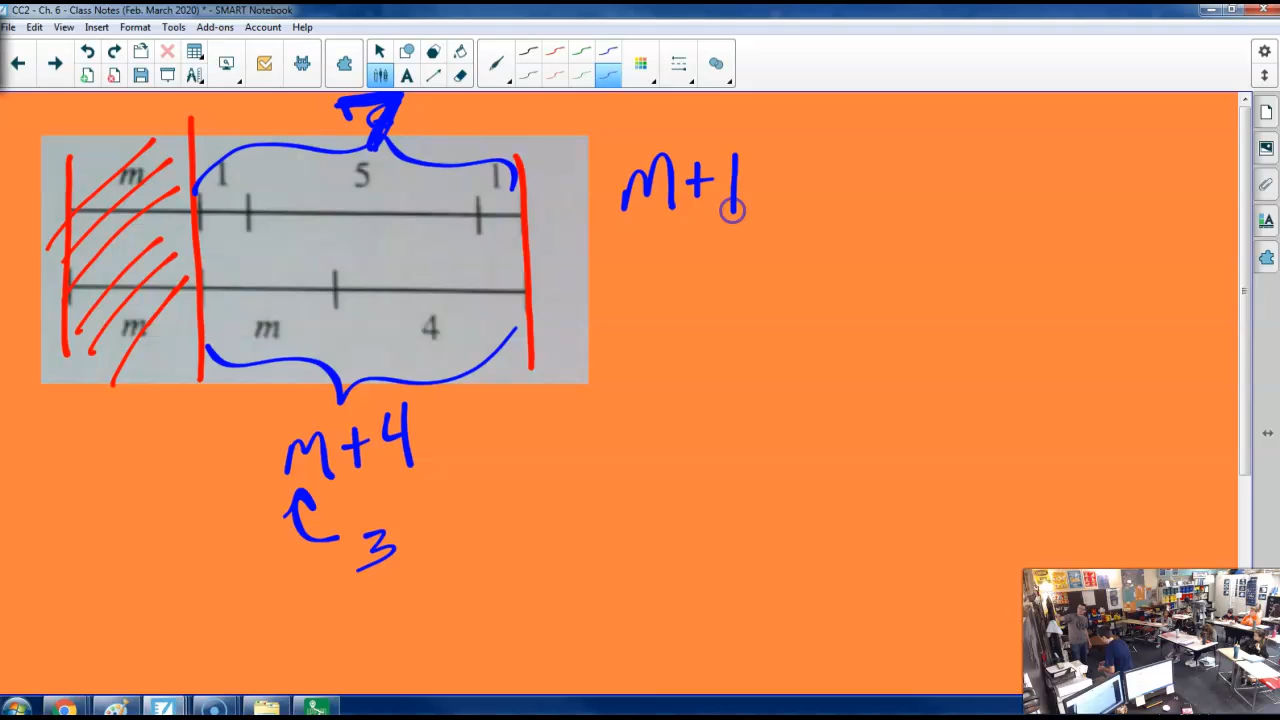 CC2 - Ch. 6 - Class Notes (Feb. March 2020) * - SMART Notebook
File Edit View Insert Format Tools Add-ons Account Help
7
m 1 5 1
m m 4
m+1
m+4
3